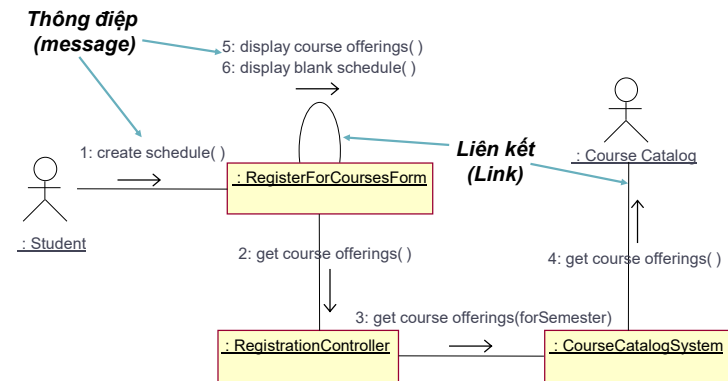 Thông điệp
(message)
5: display course offerings( )
6: display blank schedule( )
1: create schedule( )
Liên kết
(Link)
: Course Catalog
: RegisterForCoursesForm
: Student
2: get course offerings( )
4: get course offerings( )
3: get course offerings(forSemester)
: RegistrationController
: CourseCatalogSystem